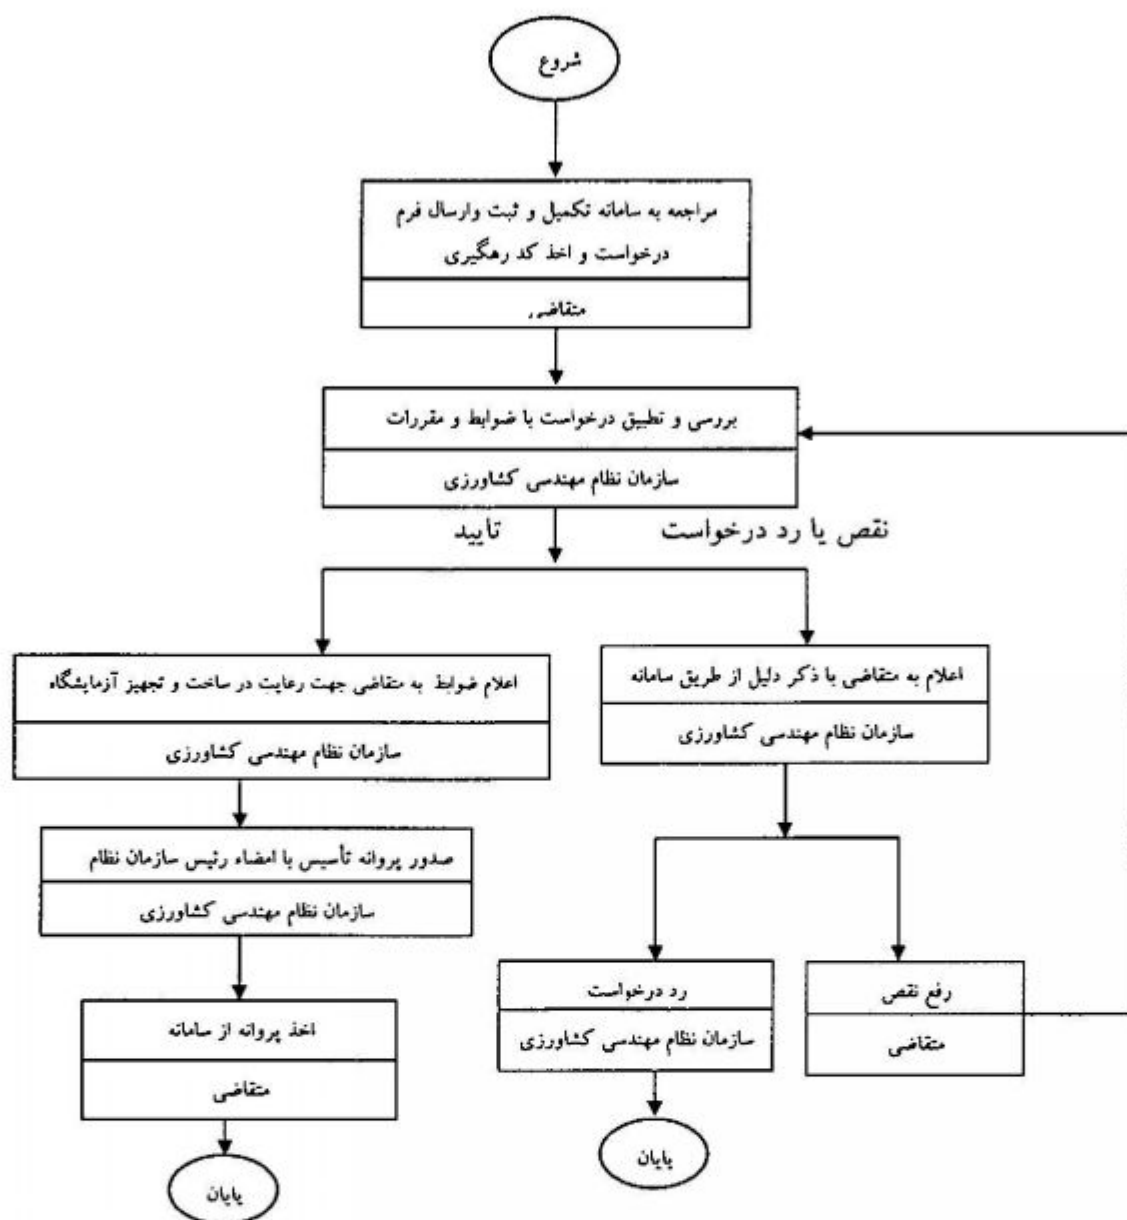 شروع
مراجعه به سامانه تکمیل و ثبت وارسال فرم
درخواست و اخذ کد رهگیری
متقاضی
بررسی و تطبیق درخواست با ضوابط و مقررات
سازمان نظام مهندسی کشاورزی
نقص یا رد درخواست
تایید
اعلام به متقاضی با ذکر دلیل از طریق سامانه
سازمان نظام مهندسی کشاورزی
اعلام ضوابط به متقاضی جهت رعایت در ساخت و تجهیز آزمایشگاه
سازمان نظام مهندسی کشاورزی
صدور پروانه تأسیس با امضاء رئیس سازمان نظام
سازمان نظام مهندسی کشاورزی
رفع نقص
متقاضی
رد درخواست
سازمان نظام مهندسی کشاورزی
اخذ پروانه از سامانه
متقاضی
پایان
پایان